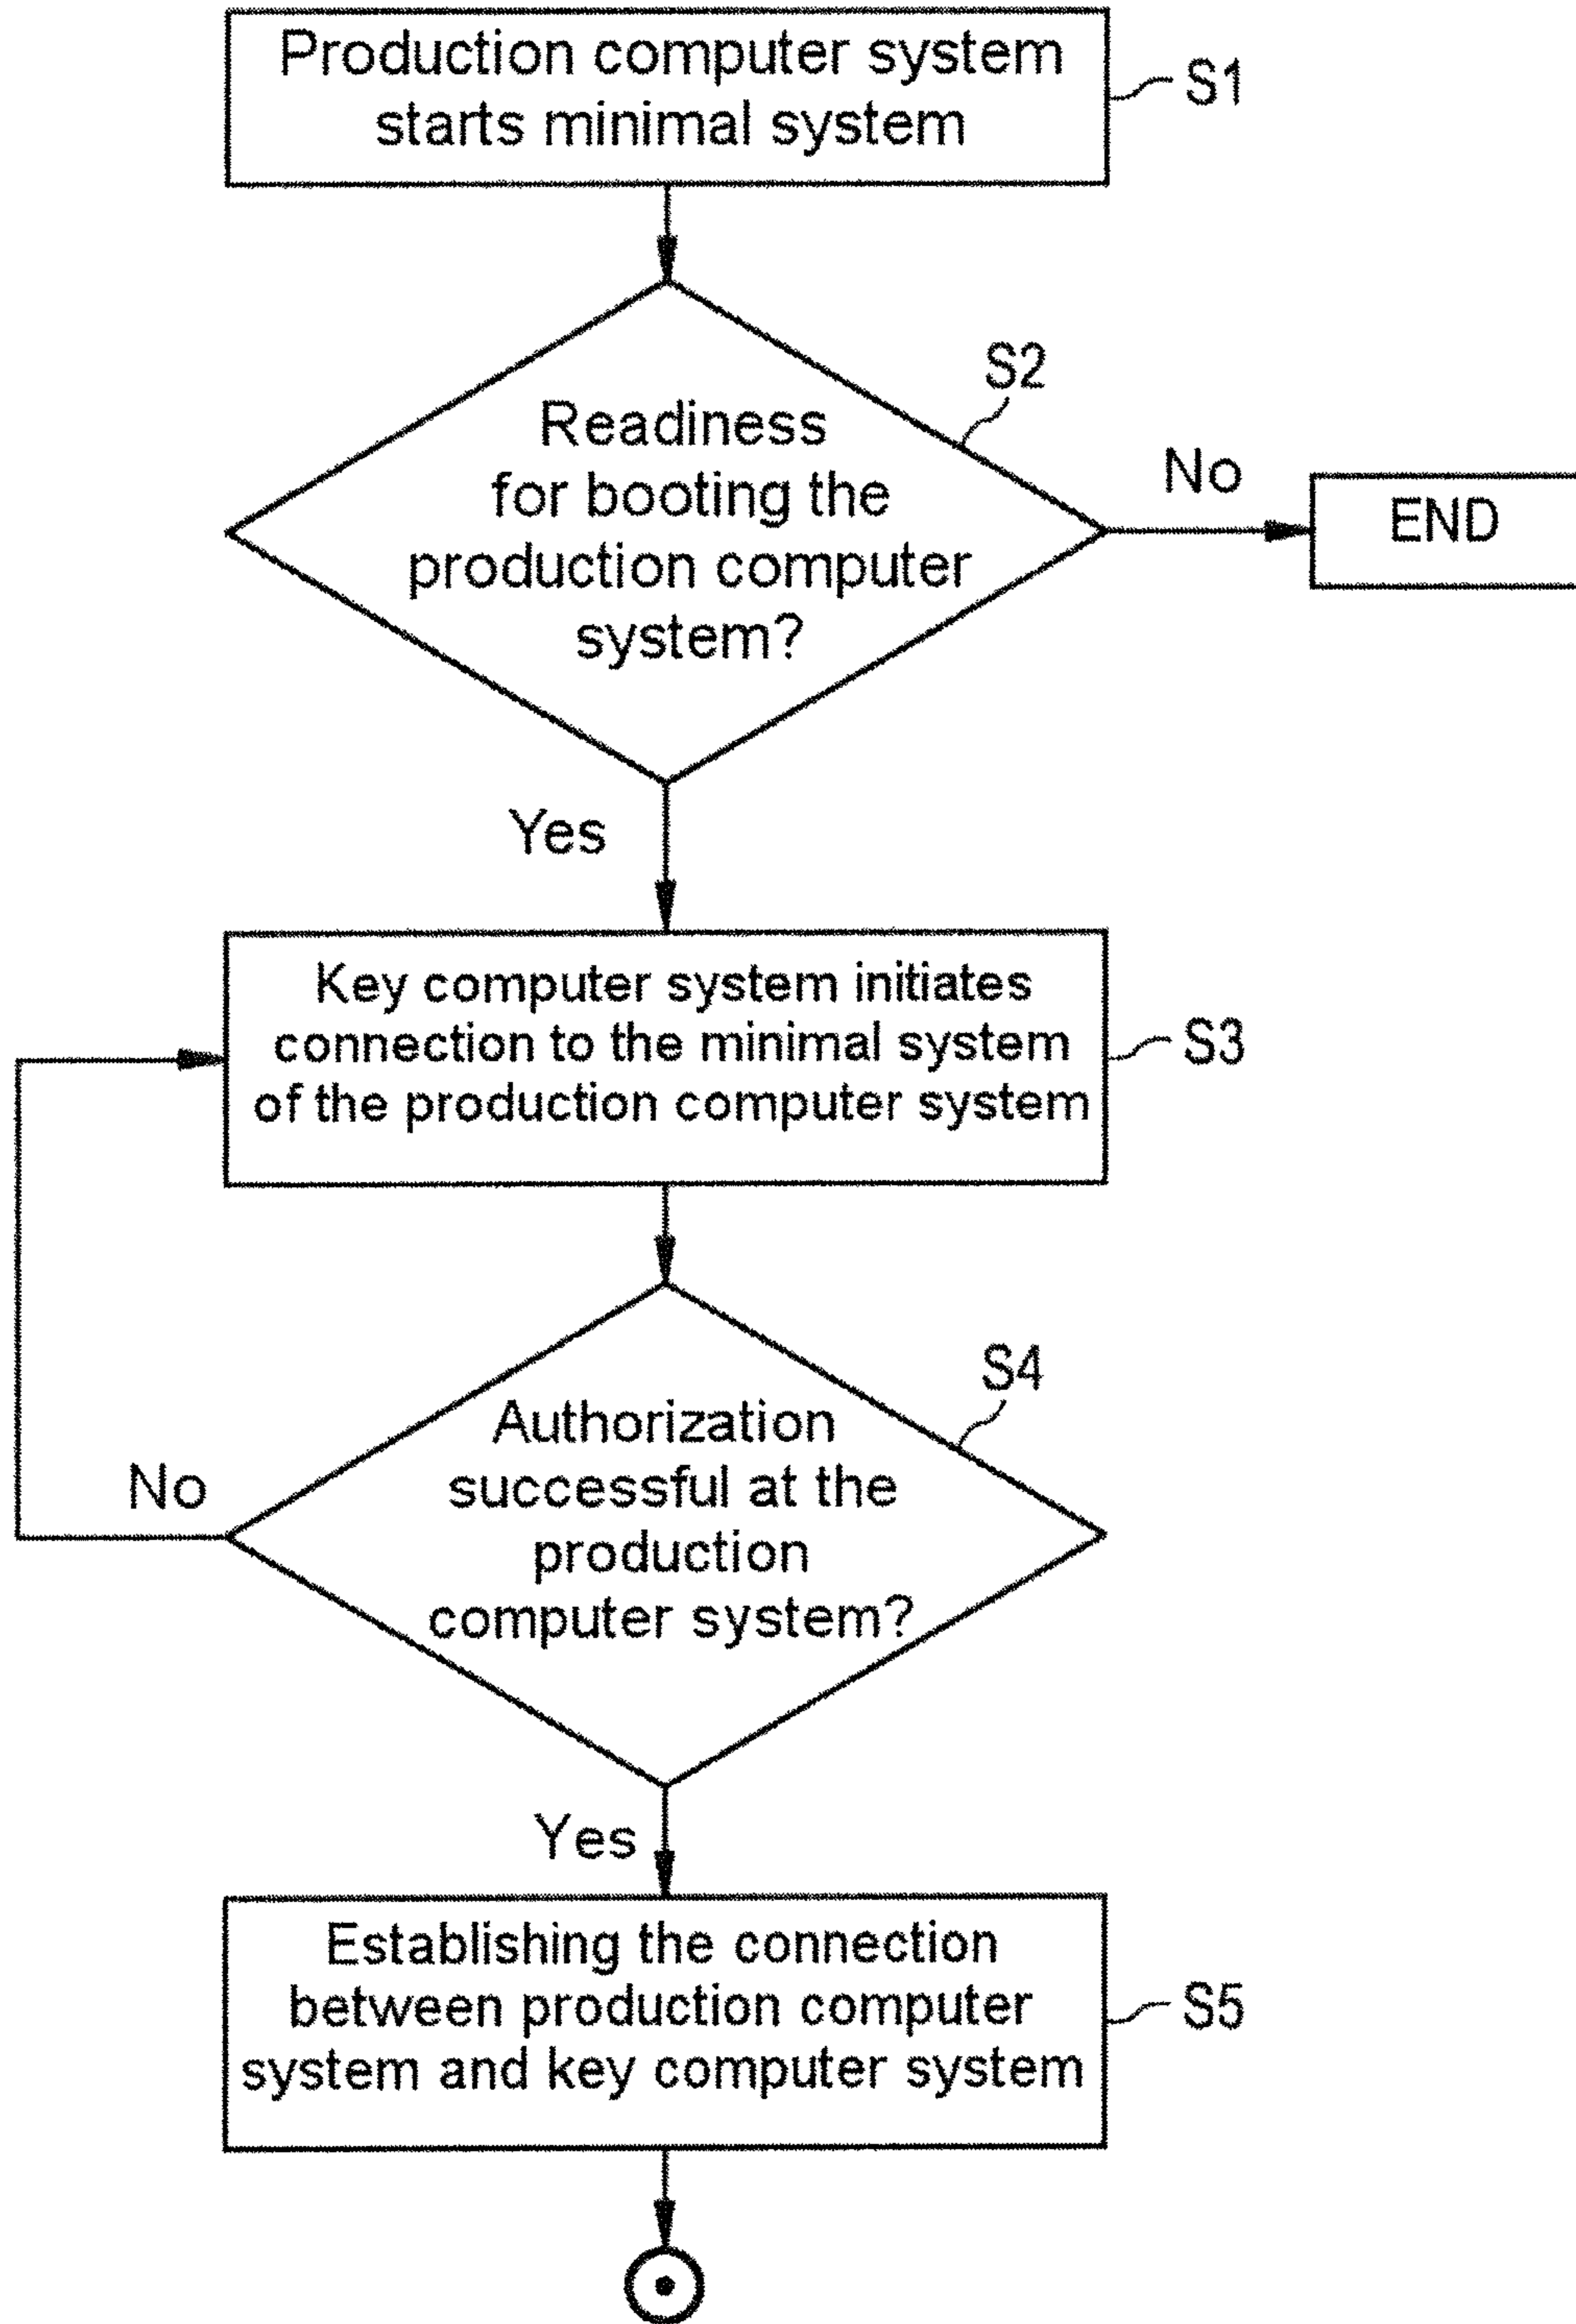 Production computer system
starts minimal system
S1
S2
Readiness
for booting the
production computer
system?
No
END
Yes
Key computer system initiates
connection to the minimal system
of the production computer system
S3
S4
Authorization
successful at the
production
computer system?
No
Yes
Establishing the connection
between production computer
system and key computer system
S5